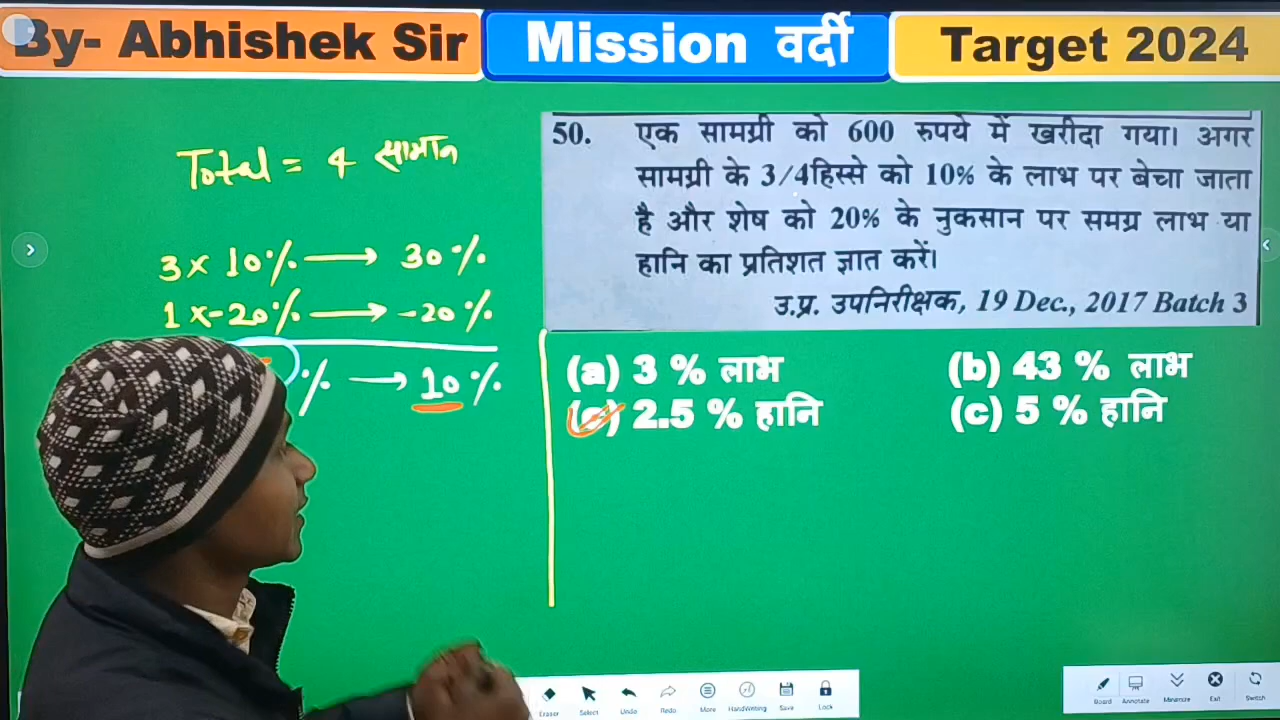 By- Abhishek Sir
Mission वर्दी
Target 2024
Total = 4 सामान
3 x 10% → 30%
1 x -20% → -20%
% → 10%
50. एक सामग्री को 600 रुपये में खरीदा गया। अगर
सामग्री के 3/4हिस्से को 10% के लाभ पर बेचा जाता
है और शेष को 20% के नुकसान पर समग्र लाभ या
हानि का प्रतिशत ज्ञात करें।
उ.प्र. उपनिरीक्षक, 19 Dec., 2017 Batch 3
(a) 3 % लाभ
(b) 43 % लाभ
2.5 % हानि
(c) 5 % हानि
Eraser
Select
Undo
Redo
More
HandWriting
Save
Lock
Board
Annotate
Minimize
Exit
Switch